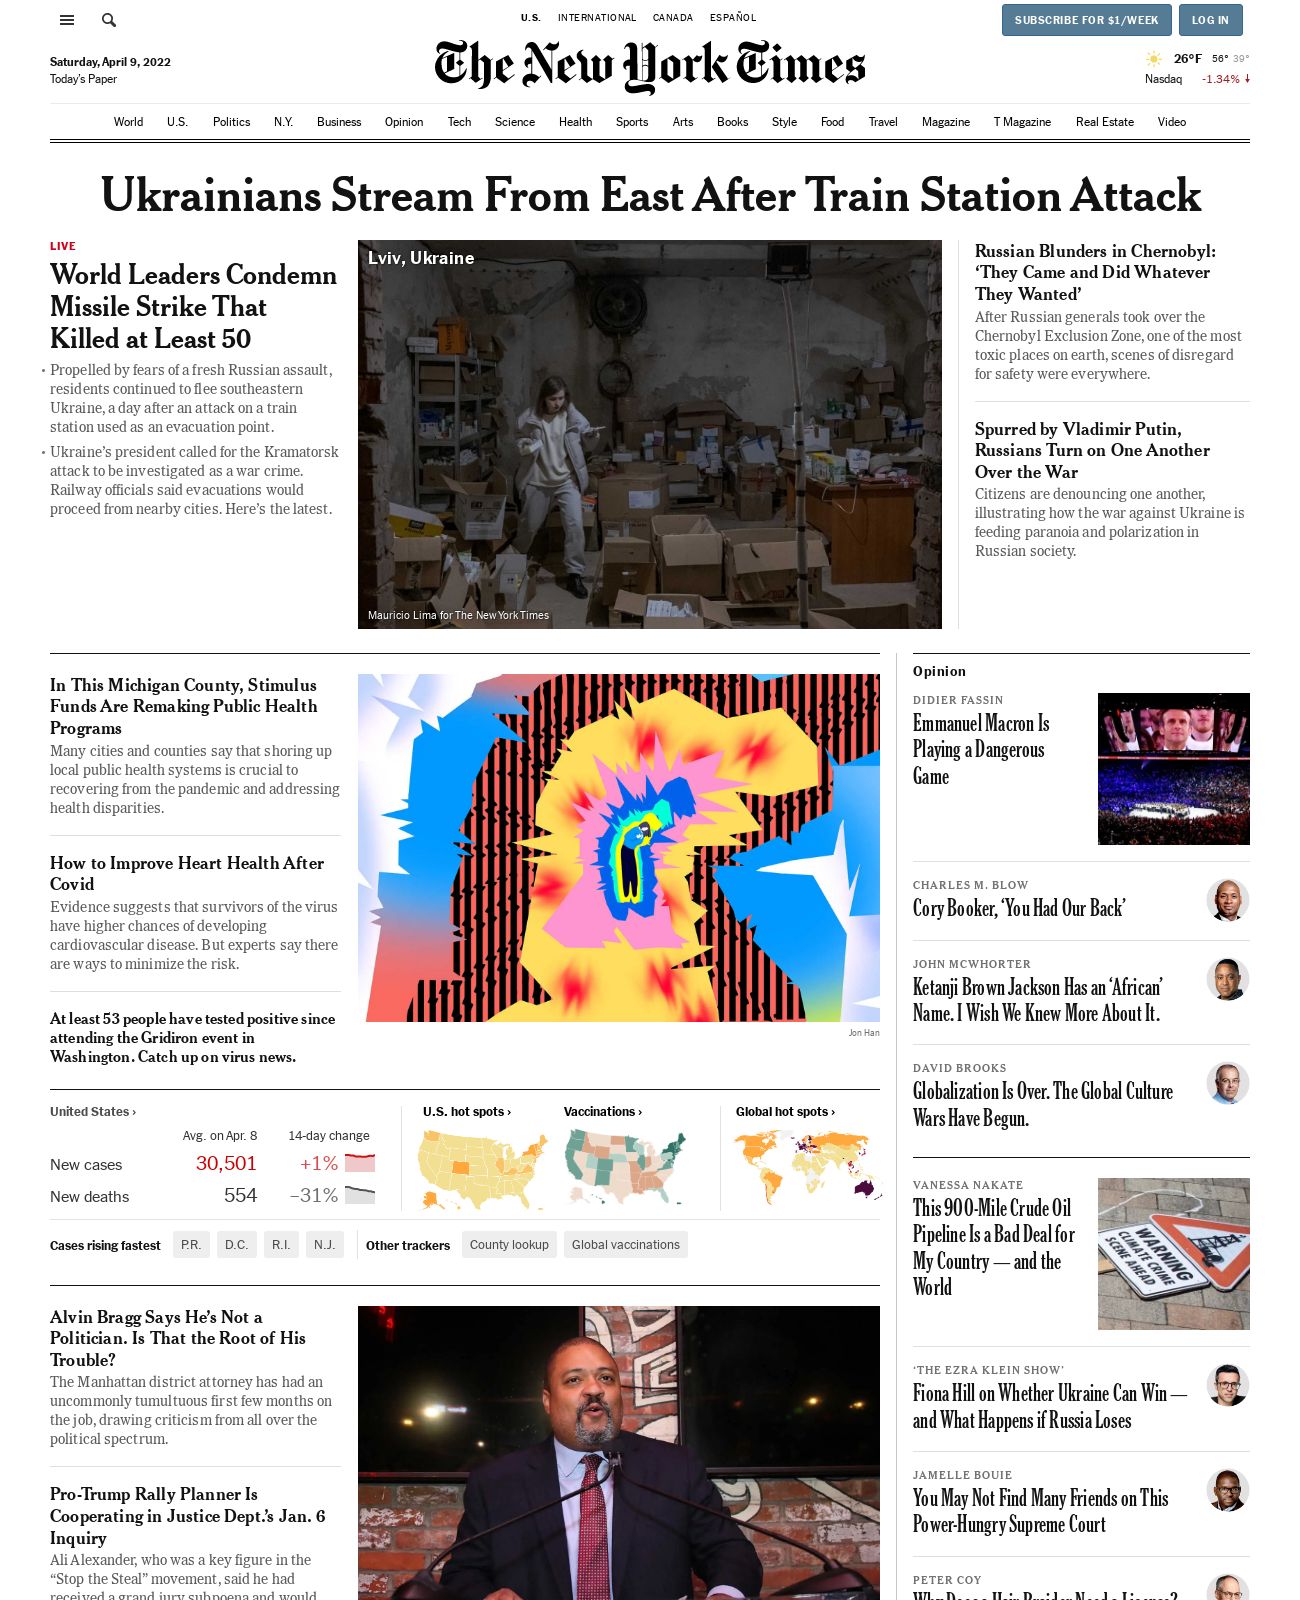 U.S. INTERNATIONAL CANADA ESPAÑOL
SUBSCRIBE FOR $1/WEEK
LOG IN
Saturday, April 9, 2022
Today's Paper
The New York Times
26°F 56° 39°
Nasdaq -1.34%
World U.S. Politics N.Y. Business Opinion Tech Science Health Sports Arts Books Style Food Travel Magazine T Magazine Real Estate Video
Ukrainians Stream From East After Train Station Attack
LIVE
World Leaders Condemn
Missile Strike That
Killed at Least 50
• Propelled by fears of a fresh Russian assault,
residents continued to flee southeastern
Ukraine, a day after an attack on a train
station used as an evacuation point.
• Ukraine's president called for the Kramatorsk
attack to be investigated as a war crime.
Railway officials said evacuations would
proceed from nearby cities. Here's the latest.
Lviv, Ukraine
Mauricio Lima for The New York Times
Russian Blunders in Chernobyl:
‘They Came and Did Whatever
They Wanted’
After Russian generals took over the
Chernobyl Exclusion Zone, one of the most
toxic places on earth, scenes of disregard
for safety were everywhere.
Spurred by Vladimir Putin,
Russians Turn on One Another
Over the War
Citizens are denouncing one another,
illustrating how the war against Ukraine is
feeding paranoia and polarization in
Russian society.
In This Michigan County, Stimulus
Funds Are Remaking Public Health
Programs
Many cities and counties say that shoring up
local public health systems is crucial to
recovering from the pandemic and addressing
health disparities.
How to Improve Heart Health After
Covid
Evidence suggests that survivors of the virus
have higher chances of developing
cardiovascular disease. But experts say there
are ways to minimize the risk.
At least 53 people have tested positive since
attending the Gridiron event in
Washington. Catch up on virus news.
Jon Han
United States ›
Avg. on Apr. 8 14-day change
New cases 30,501 +1%
New deaths 554 –31%
U.S. hot spots ›
Vaccinations ›
Global hot spots ›
Cases rising fastest P.R. D.C. R.I. N.J. Other trackers County lookup Global vaccinations
Alvin Bragg Says He's Not a
Politician. Is That the Root of His
Trouble?
The Manhattan district attorney has had an
uncommonly tumultuous first few months on
the job, drawing criticism from all over the
political spectrum.
Pro-Trump Rally Planner Is
Cooperating in Justice Dept.'s Jan. 6
Inquiry
Ali Alexander, who was a key figure in the
“Stop the Steal” movement, said he had
received a grand jury subpoena and would
Opinion
DIDIER FASSIN
Emmanuel Macron Is
Playing a Dangerous
Game
CHARLES M. BLOW
Cory Booker, ‘You Had Our Back’
JOHN MCWHORTER
Ketanji Brown Jackson Has an ‘African’
Name. I Wish We Knew More About It.
DAVID BROOKS
Globalization Is Over. The Global Culture
Wars Have Begun.
VANESSA NAKATE
This 900-Mile Crude Oil
Pipeline Is a Bad Deal for
My Country — and the
World
WARNING
CLIMATE CRIME
SCENE AHEAD
‘THE EZRA KLEIN SHOW’
Fiona Hill on Whether Ukraine Can Win —
and What Happens if Russia Loses
JAMELLE BOUIE
You May Not Find Many Friends on This
Power-Hungry Supreme Court
PETER COY
Why Does a Hair Braider Need a License?